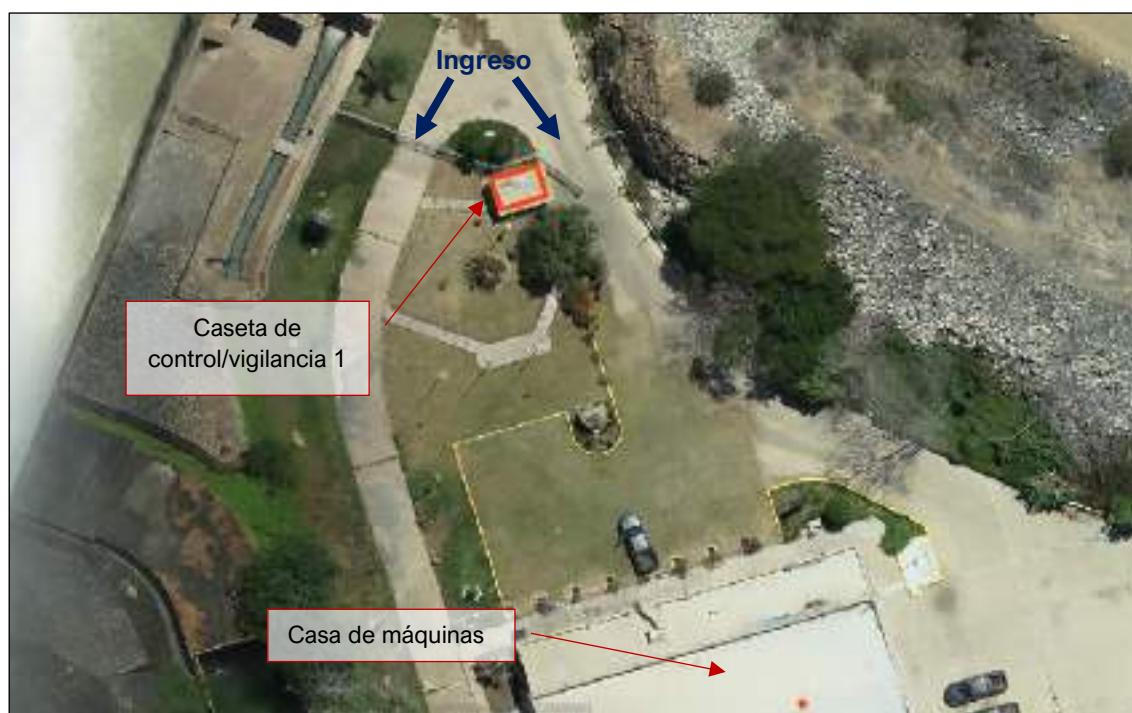 Ingreso
Caseta de
control/vigilancia 1
Casa de máquinas